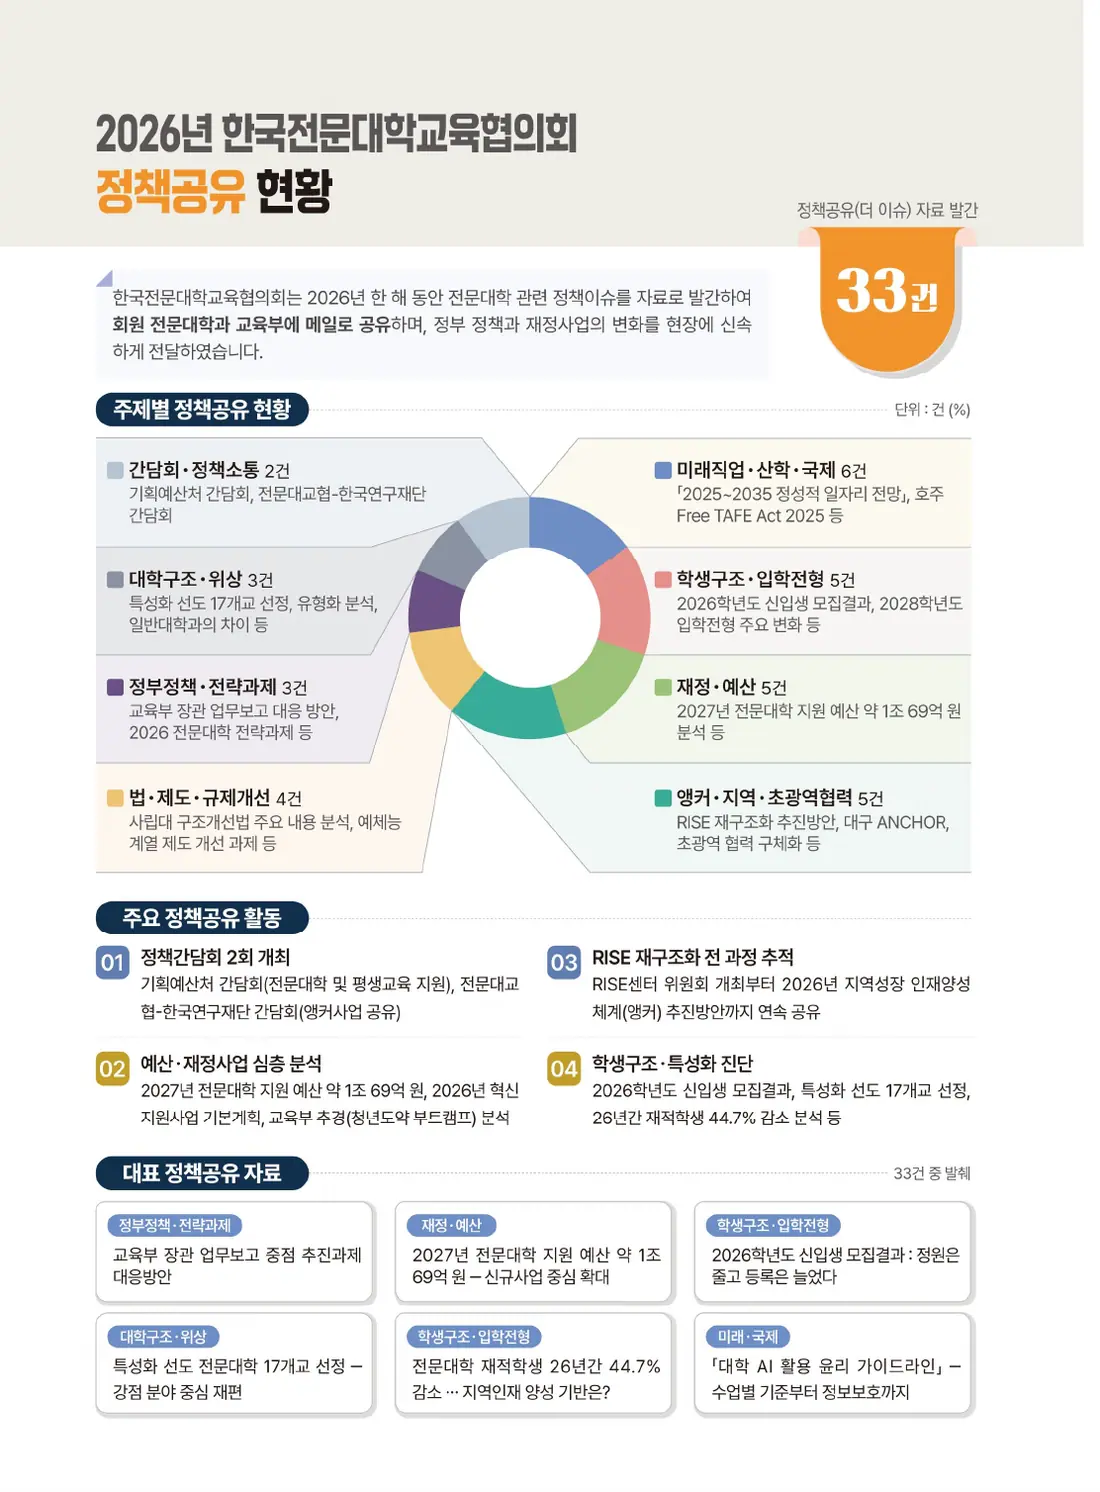 2026년 한국전문대학교육협의회
정책공유 현황
정책공유(더 이슈) 자료 발간
33권
한국전문대학교육협의회는 2026년 한 해 동안 전문대학 관련 정책이슈를 자료로 발간하여
회원 전문대학과 교육부에 메일로 공유하며, 정부 정책과 재정사업의 변화를 현장에 신속
하게 전달하였습니다.
주제별 정책공유 현황
단위 : 건 (%)
간담회·정책소통 2건
기획예산처 간담회, 전문대교협-한국연구재단
간담회
대학구조·위상 3건
특성화 선도 17개교 선정, 유형화 분석,
일반대학과의 차이 등
정부정책·전략과제 3건
교육부 장관 업무보고 대응 방안,
2026 전문대학 전략과제 등
법·제도·규제개선 4건
사립대 구조개선법 주요 내용 분석, 예체능
계열 제도 개선 과제 등
미래직업·산학·국제 6건
「2025~2035 정성적 일자리 전망」, 호주
Free TAFE Act 2025 등
학생구조·입학전형 5건
2026학년도 신입생 모집결과, 2028학년도
입학전형 주요 변화 등
재정·예산 5건
2027년 전문대학 지원 예산 약 1조 69억 원
분석 등
앵커·지역·초광역협력 5건
RISE 재구조화 추진방안, 대구 ANCHOR,
초광역 협력 구체화 등
주요 정책공유 활동
01 정책간담회 2회 개최
기획예산처 간담회(전문대학 및 평생교육 지원), 전문대교
협-한국연구재단 간담회(앵커사업 공유)
02 예산·재정사업 심층 분석
2027년 전문대학 지원 예산 약 1조 69억 원, 2026년 혁신
지원사업 기본계획, 교육부 추경(청년도약 부트캠프) 분석
03 RISE 재구조화 전 과정 추적
RISE센터 위원회 개최부터 2026년 지역성장 인재양성
체계(앵커) 추진방안까지 연속 공유
04 학생구조·특성화 진단
2026학년도 신입생 모집결과, 특성화 선도 17개교 선정,
26년간 재적학생 44.7% 감소 분석 등
대표 정책공유 자료
33건 중 발췌
정부정책·전략과제
교육부 장관 업무보고 중점 추진과제
대응방안
재정·예산
2027년 전문대학 지원 예산 약 1조
69억 원 – 신규사업 중심 확대
학생구조·입학전형
2026학년도 신입생 모집결과 : 정원은
줄고 등록은 늘었다
대학구조·위상
특성화 선도 전문대학 17개교 선정 –
강점 분야 중심 재편
학생구조·입학전형
전문대학 재적학생 26년간 44.7%
감소 … 지역인재 양성 기반은?
미래·국제
「대학 AI 활용 윤리 가이드라인」 –
수업별 기준부터 정보보호까지